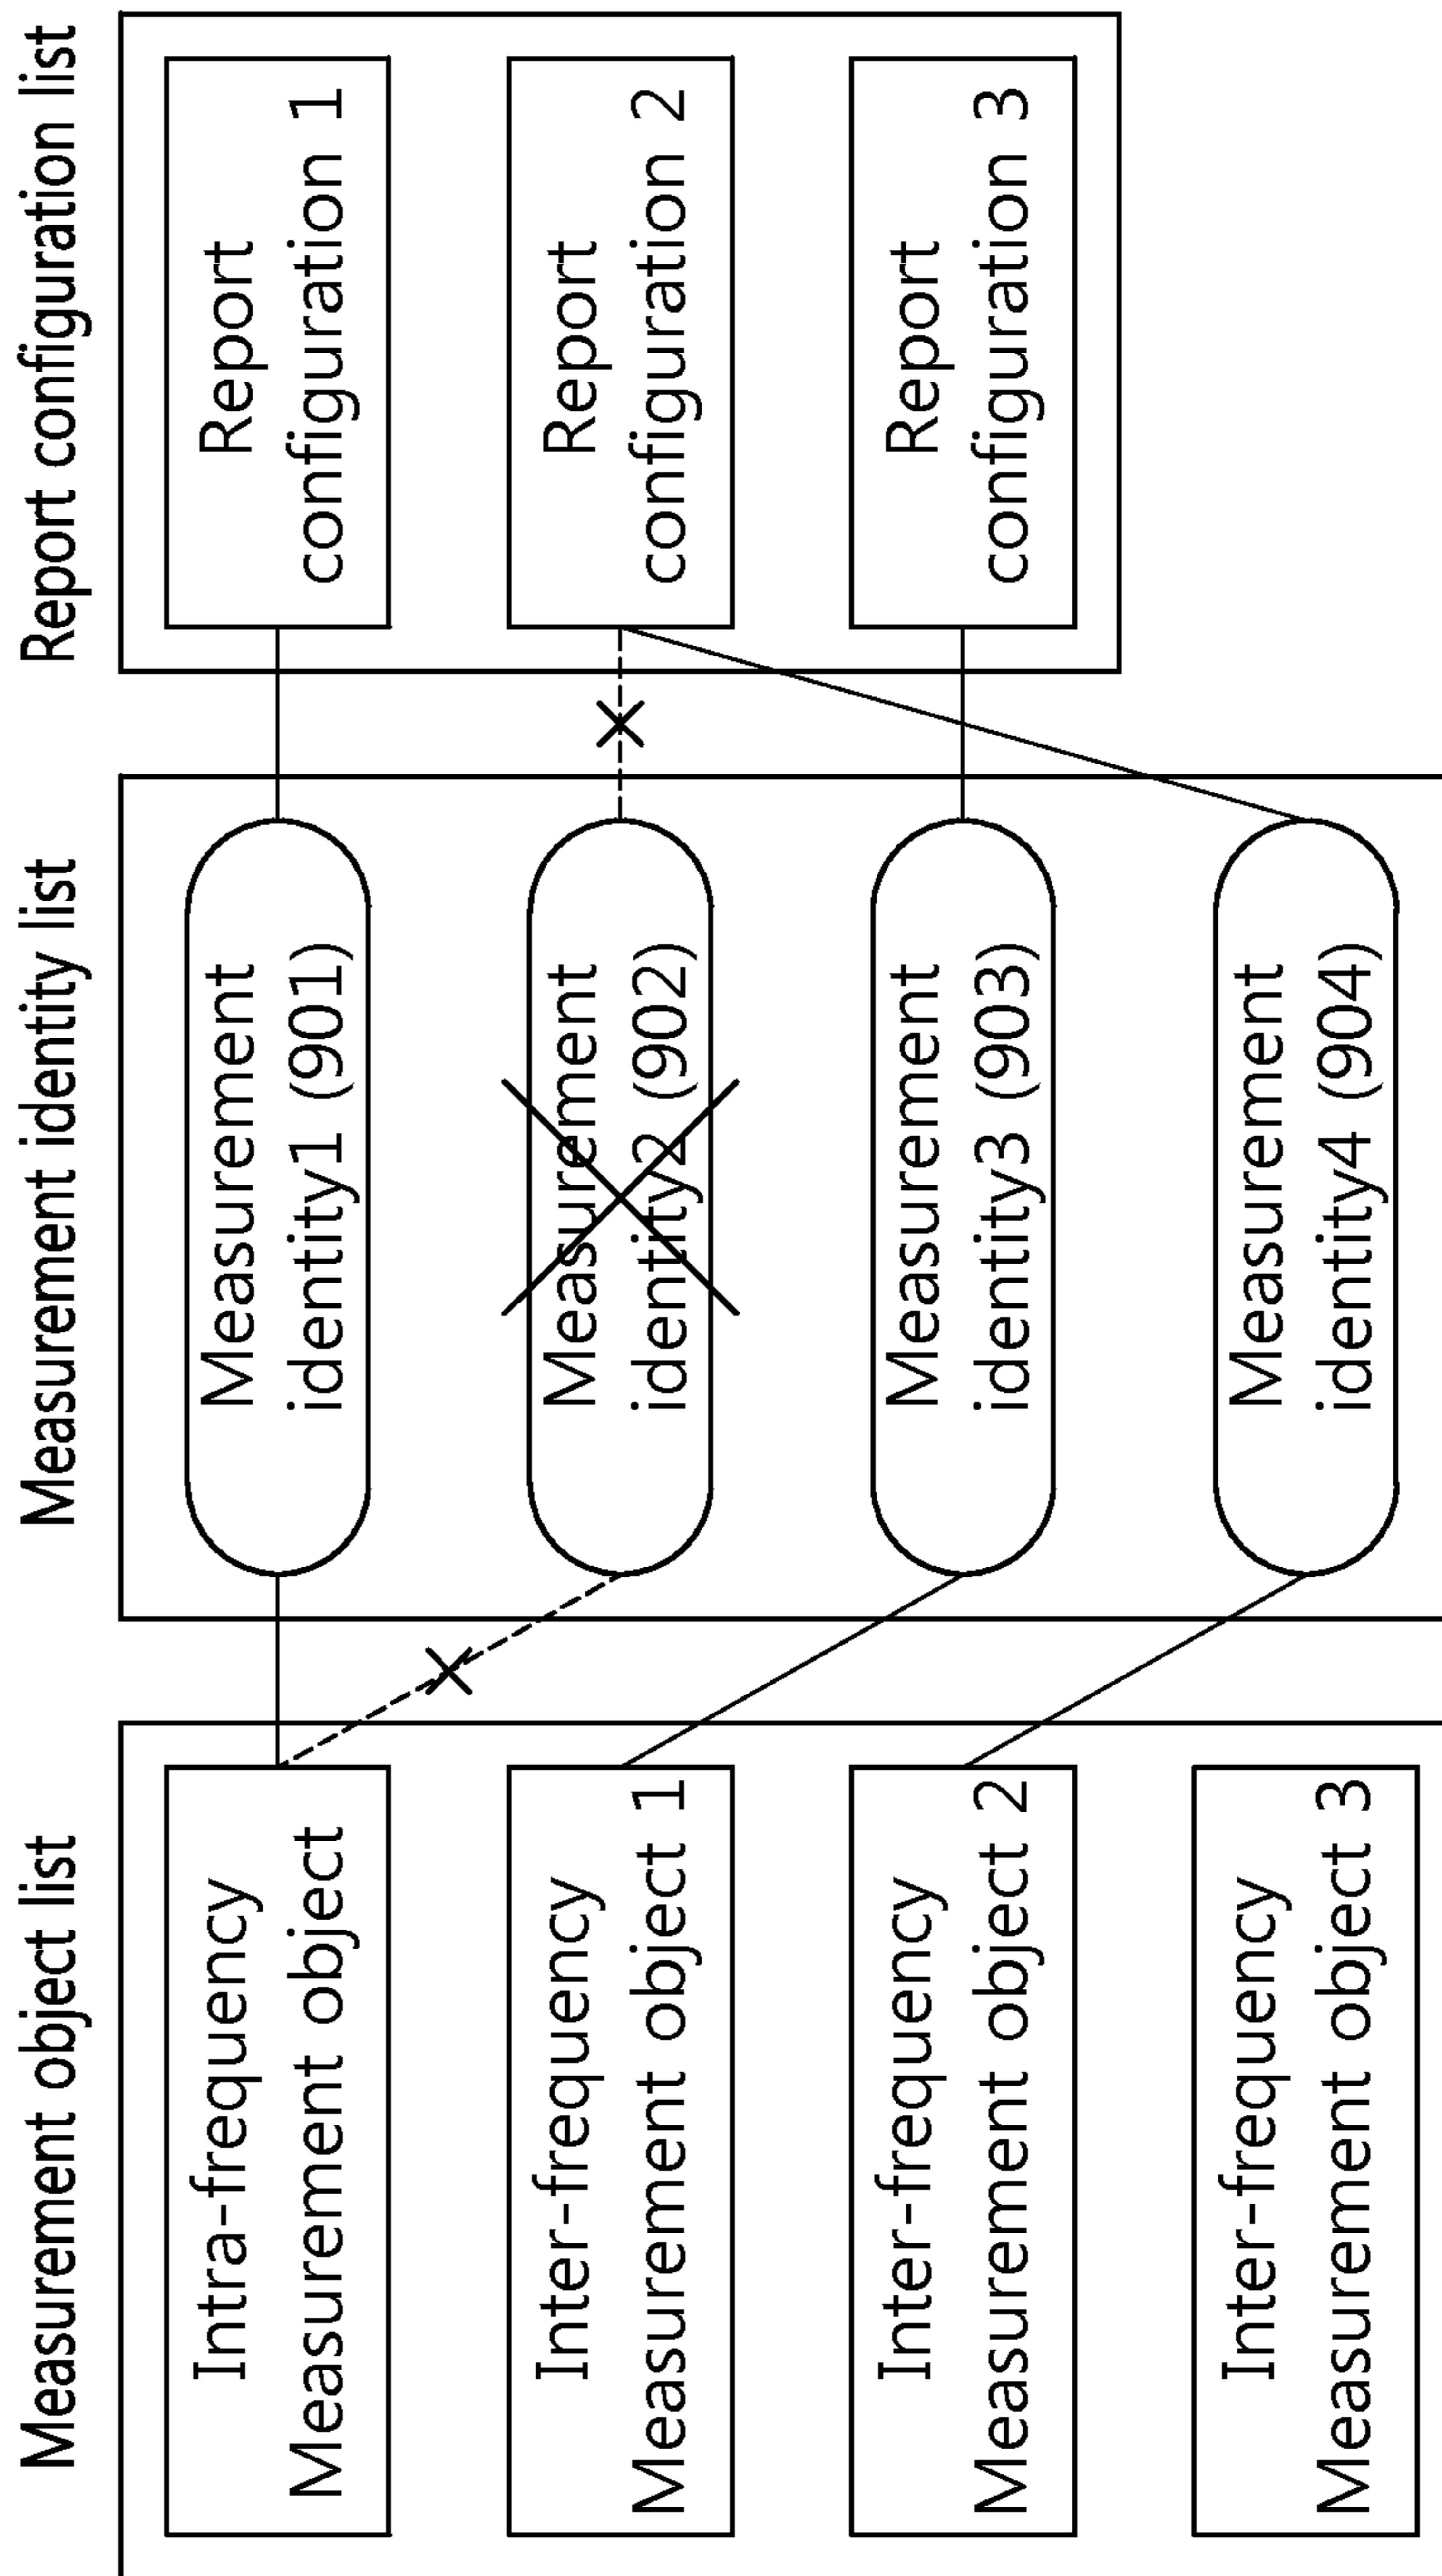 Measurement object list
Intra-frequency
Measurement object
Inter-frequency
Measurement object 1
Inter-frequency
Measurement object 2
Inter-frequency
Measurement object 3
Measurement identity list
Measurement
identity1 (901)
Measurement
identity2 (902)
Measurement
identity3 (903)
Measurement
identity4 (904)
Report configuration list
Report
configuration 1
Report
configuration 2
Report
configuration 3